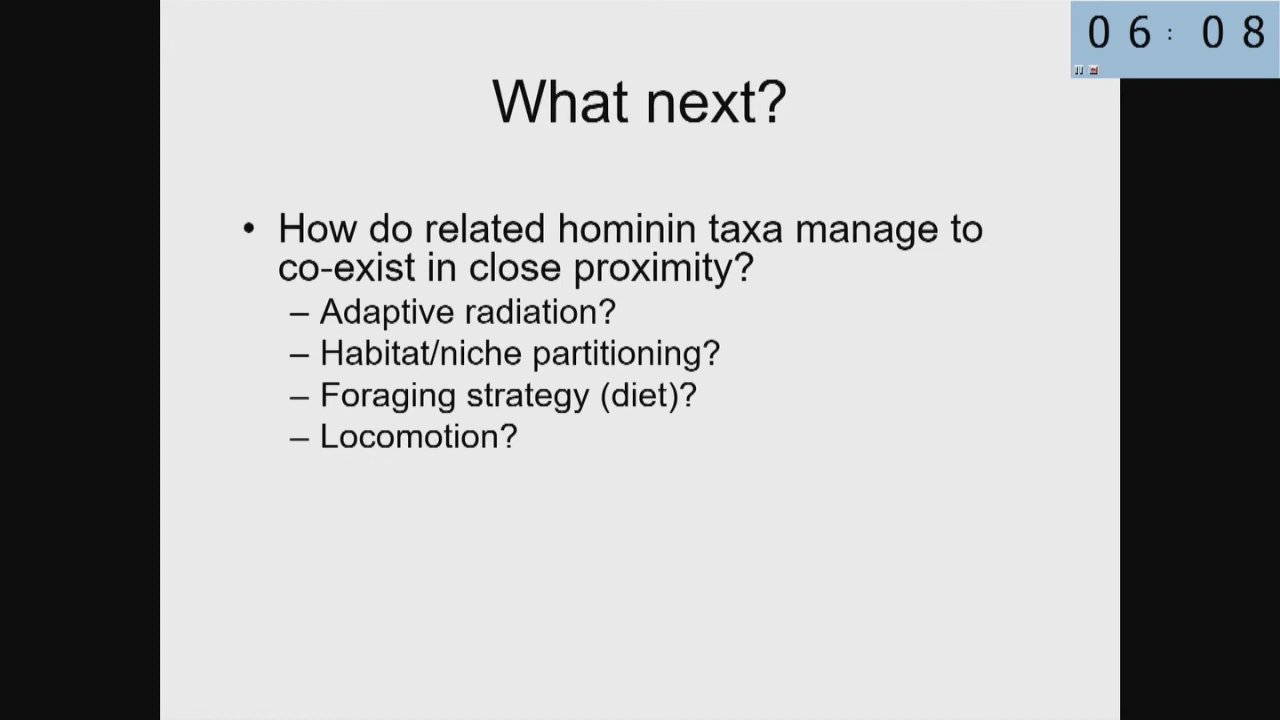 06:08
What next?
• How do related hominin taxa manage to
co-exist in close proximity?
– Adaptive radiation?
– Habitat/niche partitioning?
– Foraging strategy (diet)?
– Locomotion?